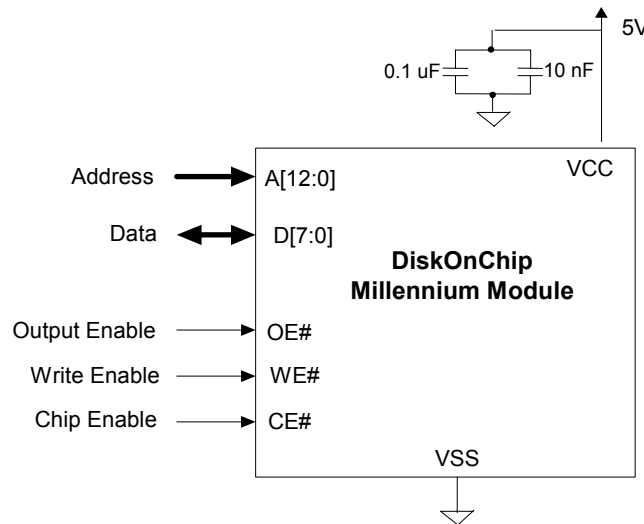 5V
0.1 uF
10 nF
VCC
Address
A[12:0]
Data
D[7:0]
DiskOnChip
Millennium Module
Output Enable
OE#
Write Enable
WE#
Chip Enable
CE#
VSS